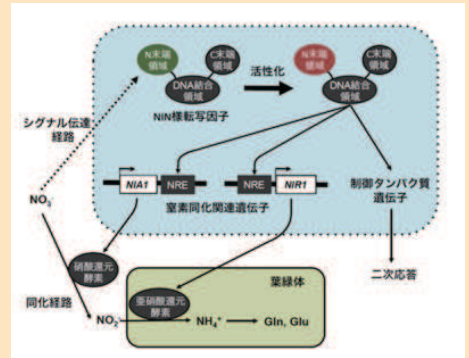 N末端
領域
C末端
領域
DNA結合
領域
NIN様転写因子
活性化
N末端
領域
C末端
領域
DNA結合
領域
シグナル伝達
経路
NIA1
NRE
NRE
NIR1
窒素同化関連遺伝子
制御タンパク質
遺伝子
NO₃⁻
硝酸還元
酵素
二次応答
同化経路
亜硝酸還元
酵素
葉緑体
NO₂⁻
NH₄⁺
Gln, Glu